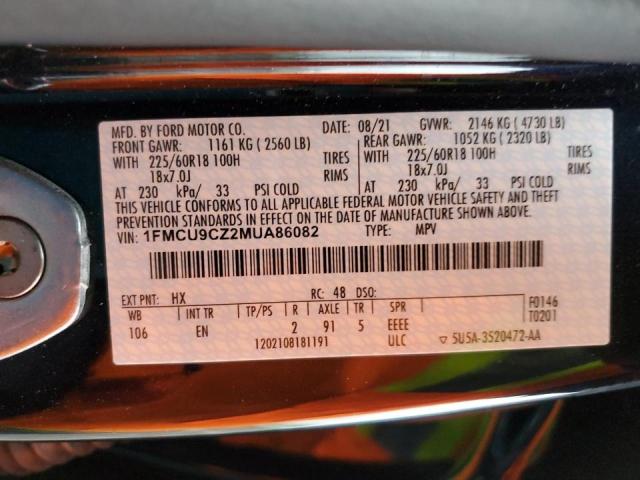 MFD. BY FORD MOTOR CO. DATE: 08/21 GVWR: 2146 KG ( 4730 LB)
FRONT GAWR: 1161 KG ( 2560 LB) REAR GAWR: 1052 KG ( 2320 LB)
WITH 225/60R18 100H TIRES WITH 225/60R18 100H TIRES
18x7.0J RIMS 18x7.0J RIMS
AT 230 kPa/ 33 PSI COLD AT 230 kPa/ 33 PSI COLD
THIS VEHICLE CONFORMS TO ALL APPLICABLE FEDERAL MOTOR VEHICLE SAFETY AND THEFT
PREVENTION STANDARDS IN EFFECT ON THE DATE OF MANUFACTURE SHOWN ABOVE.
VIN: 1FMCU9CZ2MUA86082 TYPE: MPV
EXT PNT: HX RC: 48 DSO: F0146
WB INT TR TP/PS R AXLE TR SPR T0201
106 EN 2 91 5 EEEE
1202108181191 ULC ▽ 5U5A-3520472-AA